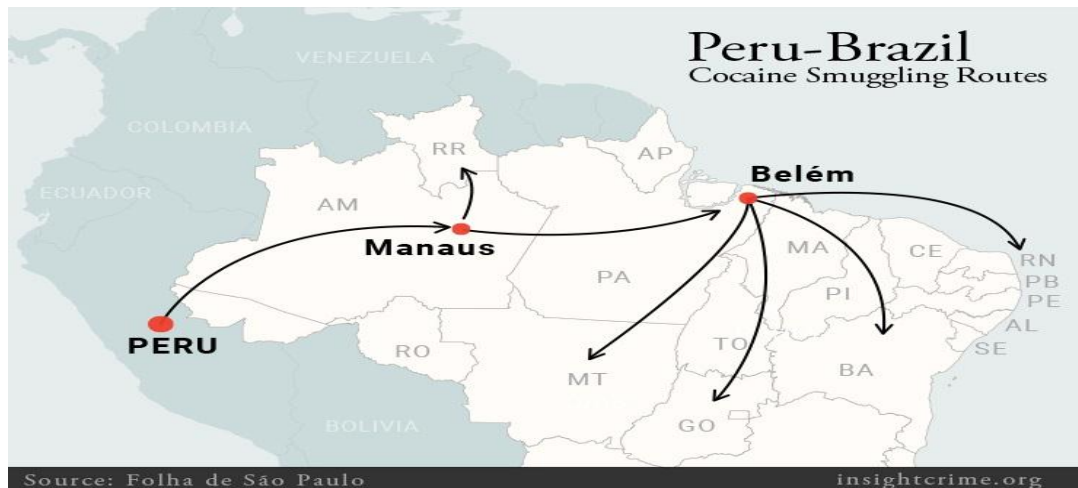 Peru-Brazil
Cocaine Smuggling Routes
VENEZUELA
COLOMBIA
ECUADOR
RR
AP
Belém
AM
Manaus
PA
MA
CE
RN
PB
PE
PI
AL
SE
PERU
RO
TO
MT
BA
GO
BOLIVIA
Source: Folha de São Paulo
insightcrime.org